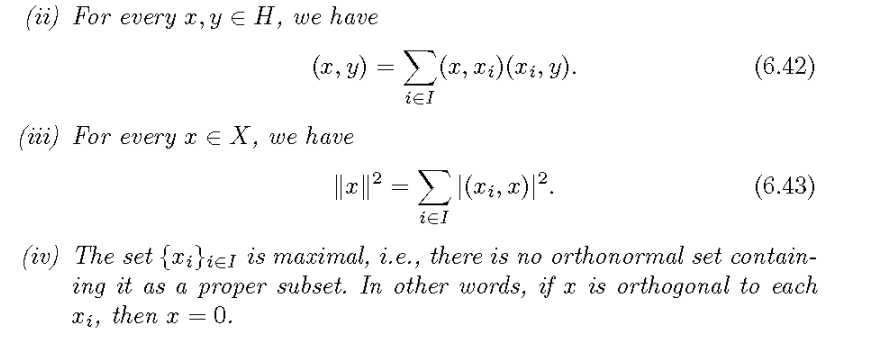 (ii) For every x, y ∈ H, we have
(x, y) = ∑_{i∈I} (x, x_i)(x_i, y). (6.42)
(iii) For every x ∈ X, we have
‖x‖² = ∑_{i∈I} |(x_i, x)|². (6.43)
(iv) The set {x_i}_{i∈I} is maximal, i.e., there is no orthonormal set contain-
ing it as a proper subset. In other words, if x is orthogonal to each
x_i, then x = 0.